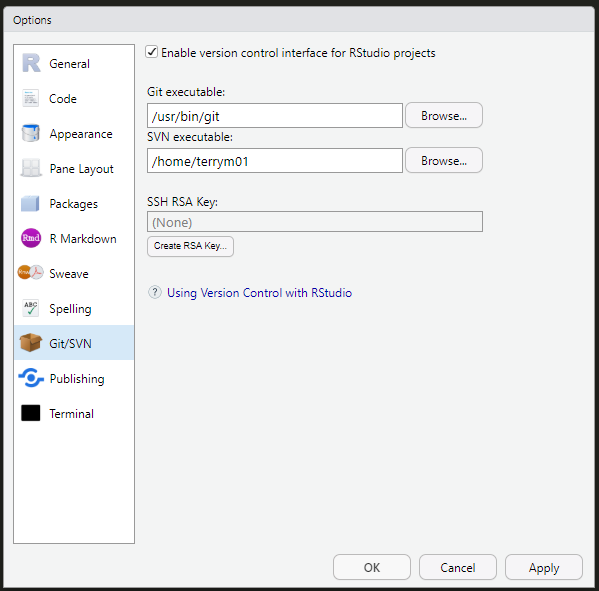 Options
General
Code
Appearance
Pane Layout
Packages
Rmd R Markdown
Sweave
ABC Spelling
Git/SVN
Publishing
Terminal
Enable version control interface for RStudio projects
Git executable:
/usr/bin/git Browse...
SVN executable:
/home/terrym01 Browse...
SSH RSA Key:
(None)
Create RSA Key...
? Using Version Control with RStudio
OK Cancel Apply